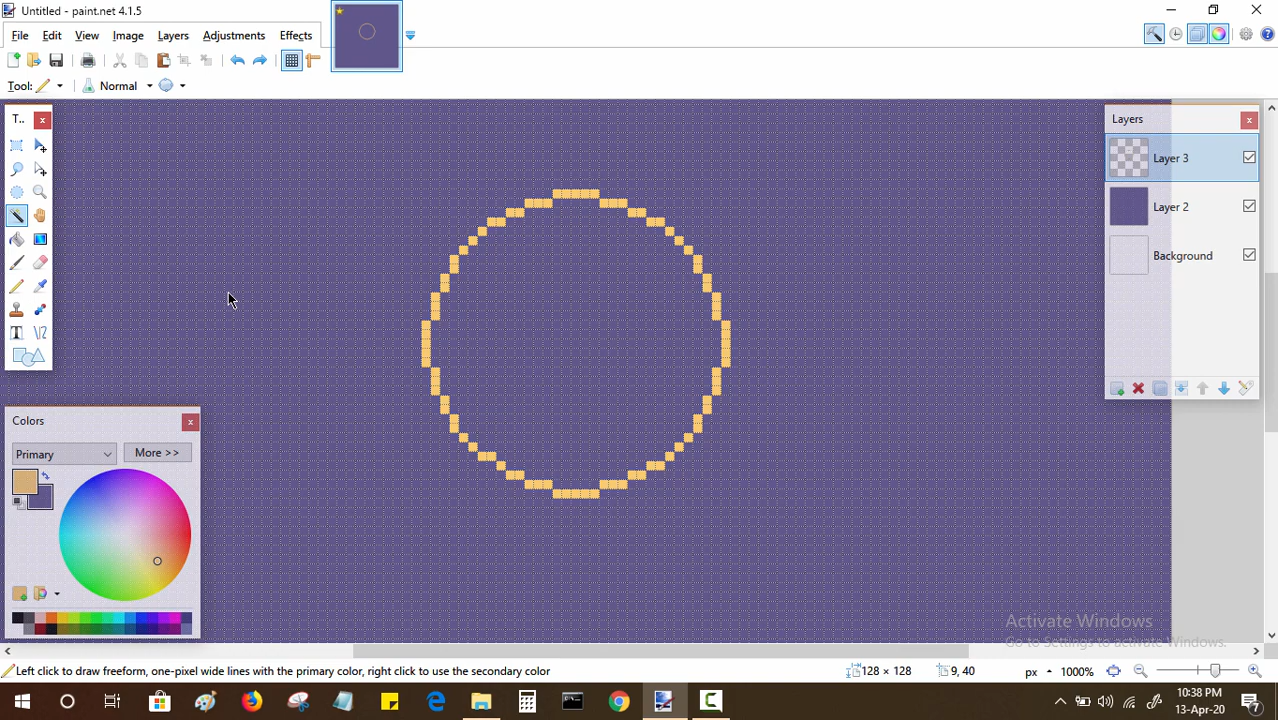 Untitled - paint.net 4.1.5
File Edit View Image Layers Adjustments Effects
Tool: Normal
T...
Layers
Layer 3
Layer 2
Background
Colors
Primary More >>
Activate Windows
Go to Settings to activate Windows.
Left click to draw freeform, one-pixel wide lines with the primary color, right click to use the secondary color 128 × 128 9, 40 px 1000%
10:38 PM
13-Apr-20
7